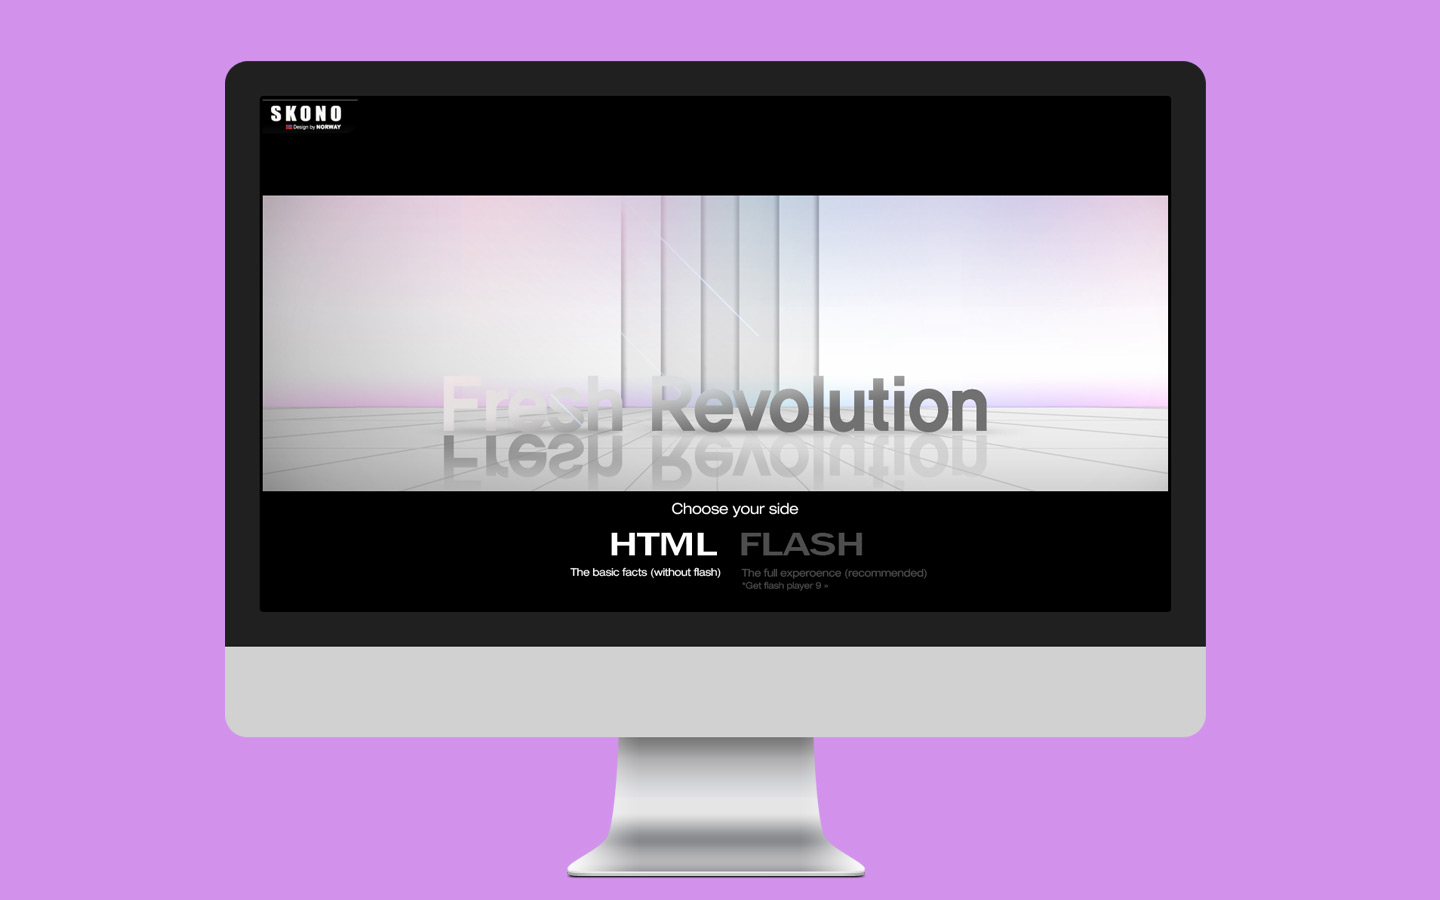 SKONO
Design by NORWAY
Fresh Revolution
Choose your side
HTML FLASH
The basic facts (without flash) The full experoence (recommended)
*Get flash player 9 »